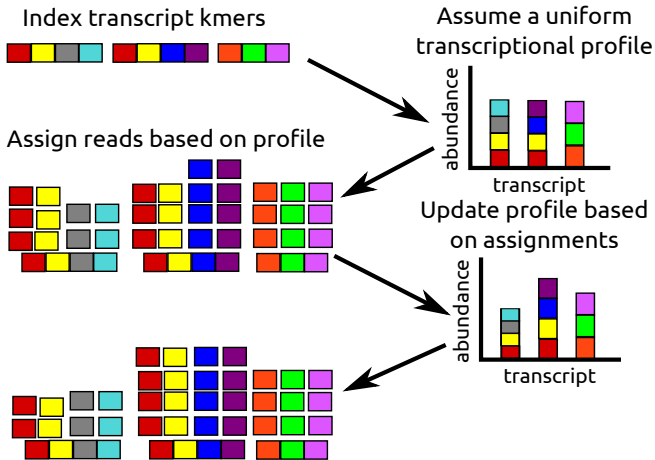 Index transcript kmers
Assume a uniform
transcriptional profile
abundance
transcript
Assign reads based on profile
Update profile based
on assignments
abundance
transcript